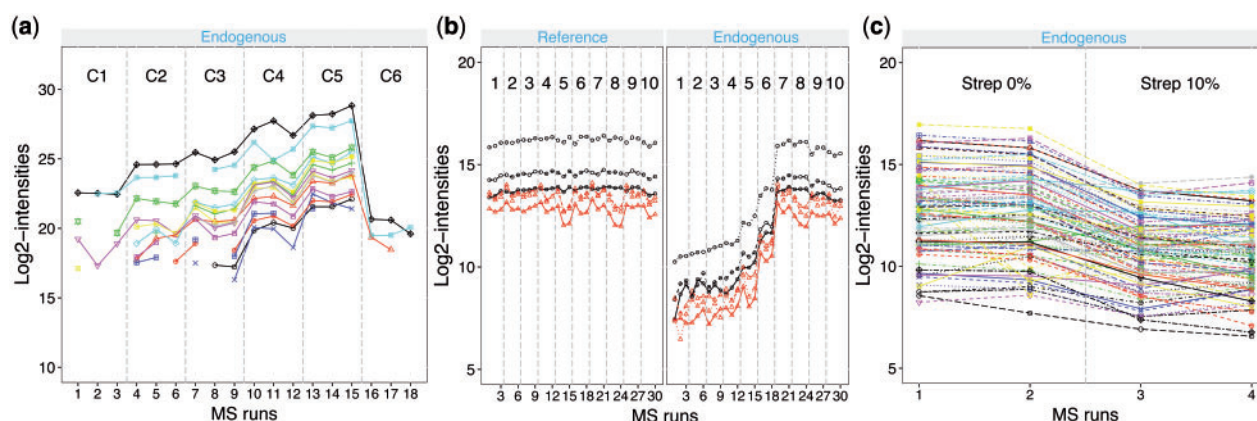 (a)
Endogenous
C1 C2 C3 C4 C5 C6
Log2-intensities
30
25
20
15
10
1 2 3 4 5 6 7 8 9 10 11 12 13 14 15 16 17 18
MS runs
(b)
Reference Endogenous
1 2 3 4 5 6 7 8 9 10 1 2 3 4 5 6 7 8 9 10
Log2-intensities
20
15
10
5
3 6 9 12 15 18 21 24 27 30 3 6 9 12 15 18 21 24 27 30
MS runs MS runs
(c)
Endogenous
Strep 0% Strep 10%
Log2-intensities
20
15
10
5
1 2 3 4
MS runs